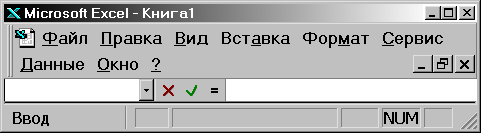 Microsoft Excel - Книга1
Файл Правка Вид Вставка Формат Сервис
Данные Окно ?
=
Ввод NUM